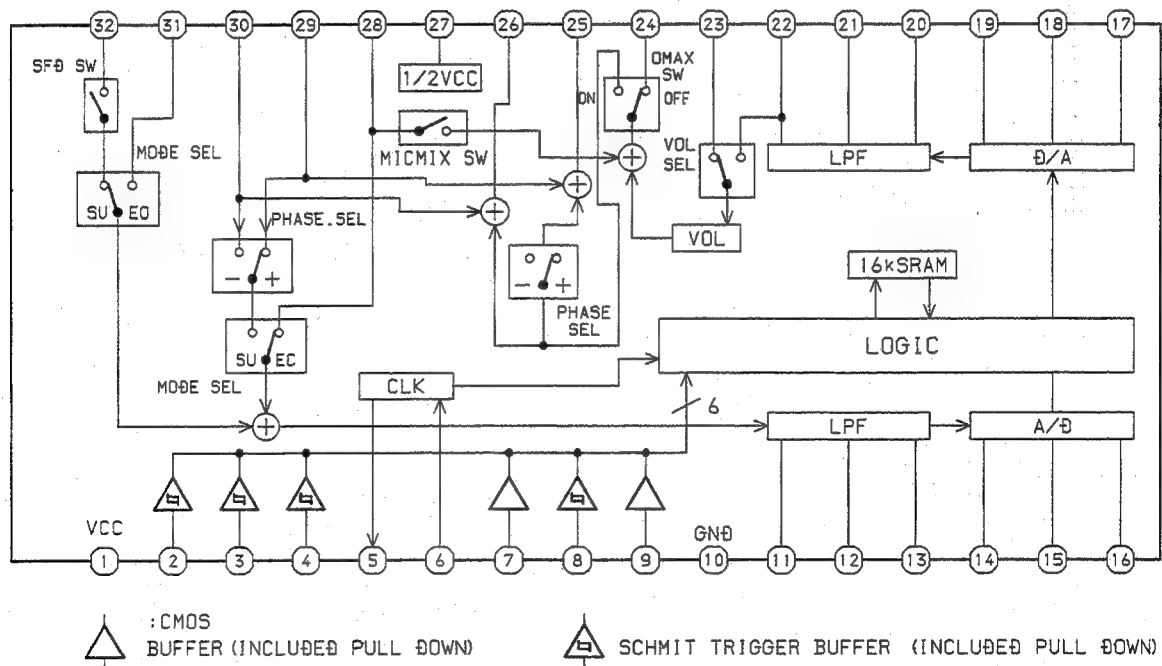 32 31 30 29 28 27 26 25 24 23 22 21 20 19 18 17
SFD SW
1/2VCC
DMAX
SW
ON
OFF
MODE SEL
MICMIX SW
VOL
SEL
LPF
D/A
SU EO
PHASE.SEL
VOL
- +
- +
16kSRAM
PHASE
SEL
LOGIC
SU EC
MODE SEL
CLK
6
LPF
A/D
VCC
GND
1 2 3 4 5 6 7 8 9 10 11 12 13 14 15 16
:CMOS
BUFFER (INCLUDED PULL DOWN)
SCHMIT TRIGGER BUFFER (INCLUDED PULL DOWN)